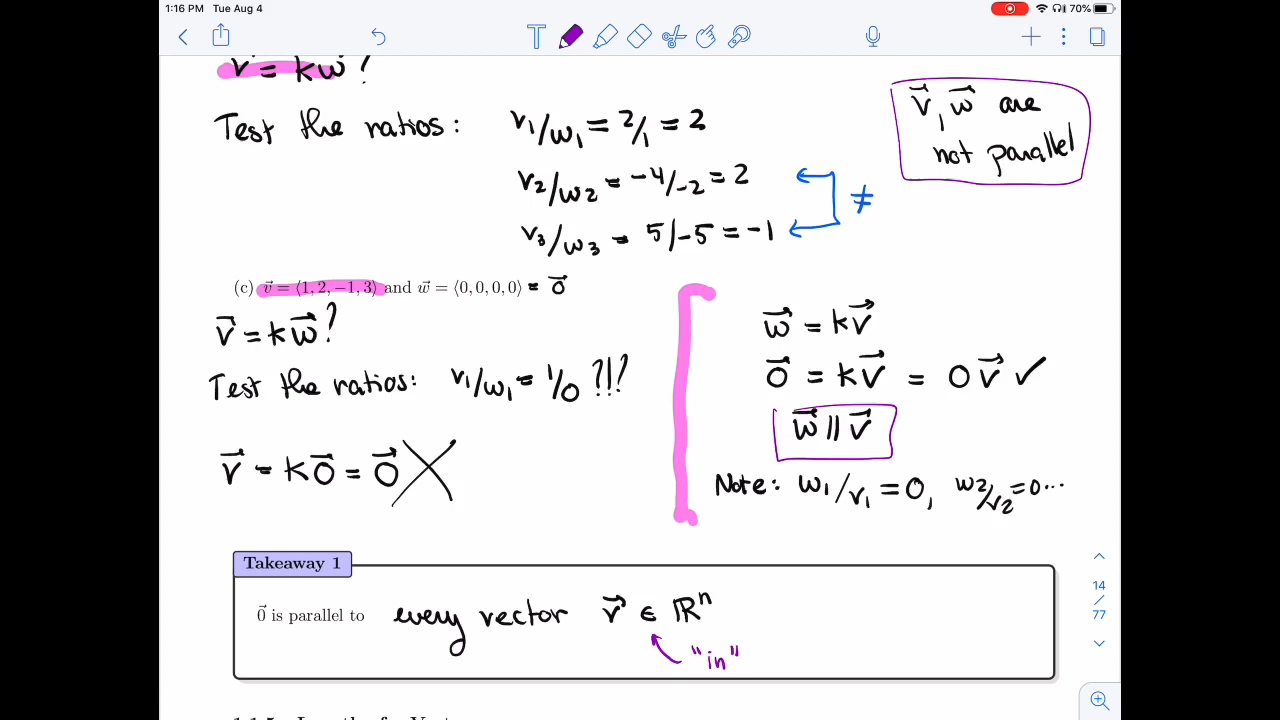 1:16 PM Tue Aug 4
70%
v⃗ = kw⃗ ?
Test the ratios: v₁/w₁ = 2/1 = 2
v₂/w₂ = -4/-2 = 2
v₃/w₃ = 5/-5 = -1
≠
v⃗, w⃗ are
not parallel
(c) v⃗ = ⟨1, 2, −1, 3⟩ and w⃗ = ⟨0, 0, 0, 0⟩ = 0⃗
v⃗ = kw⃗?
Test the ratios: v₁/w₁ = 1/0 ?!?
v⃗ = k0⃗ = 0⃗
w⃗ = kv⃗
0⃗ = kv⃗ = 0v⃗ ✓
w⃗ ∥ v⃗
Note: w₁/v₁ = 0, w₂/v₂ = 0...
Takeaway 1
0⃗ is parallel to every vector v⃗ ∈ ℝⁿ
"in"
14
/
77